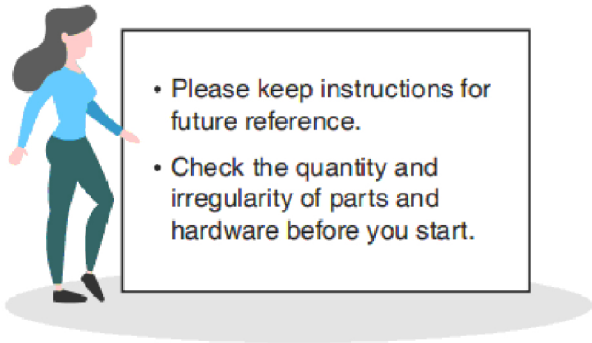 • Please keep instructions for
future reference.
• Check the quantity and
irregularity of parts and
hardware before you start.